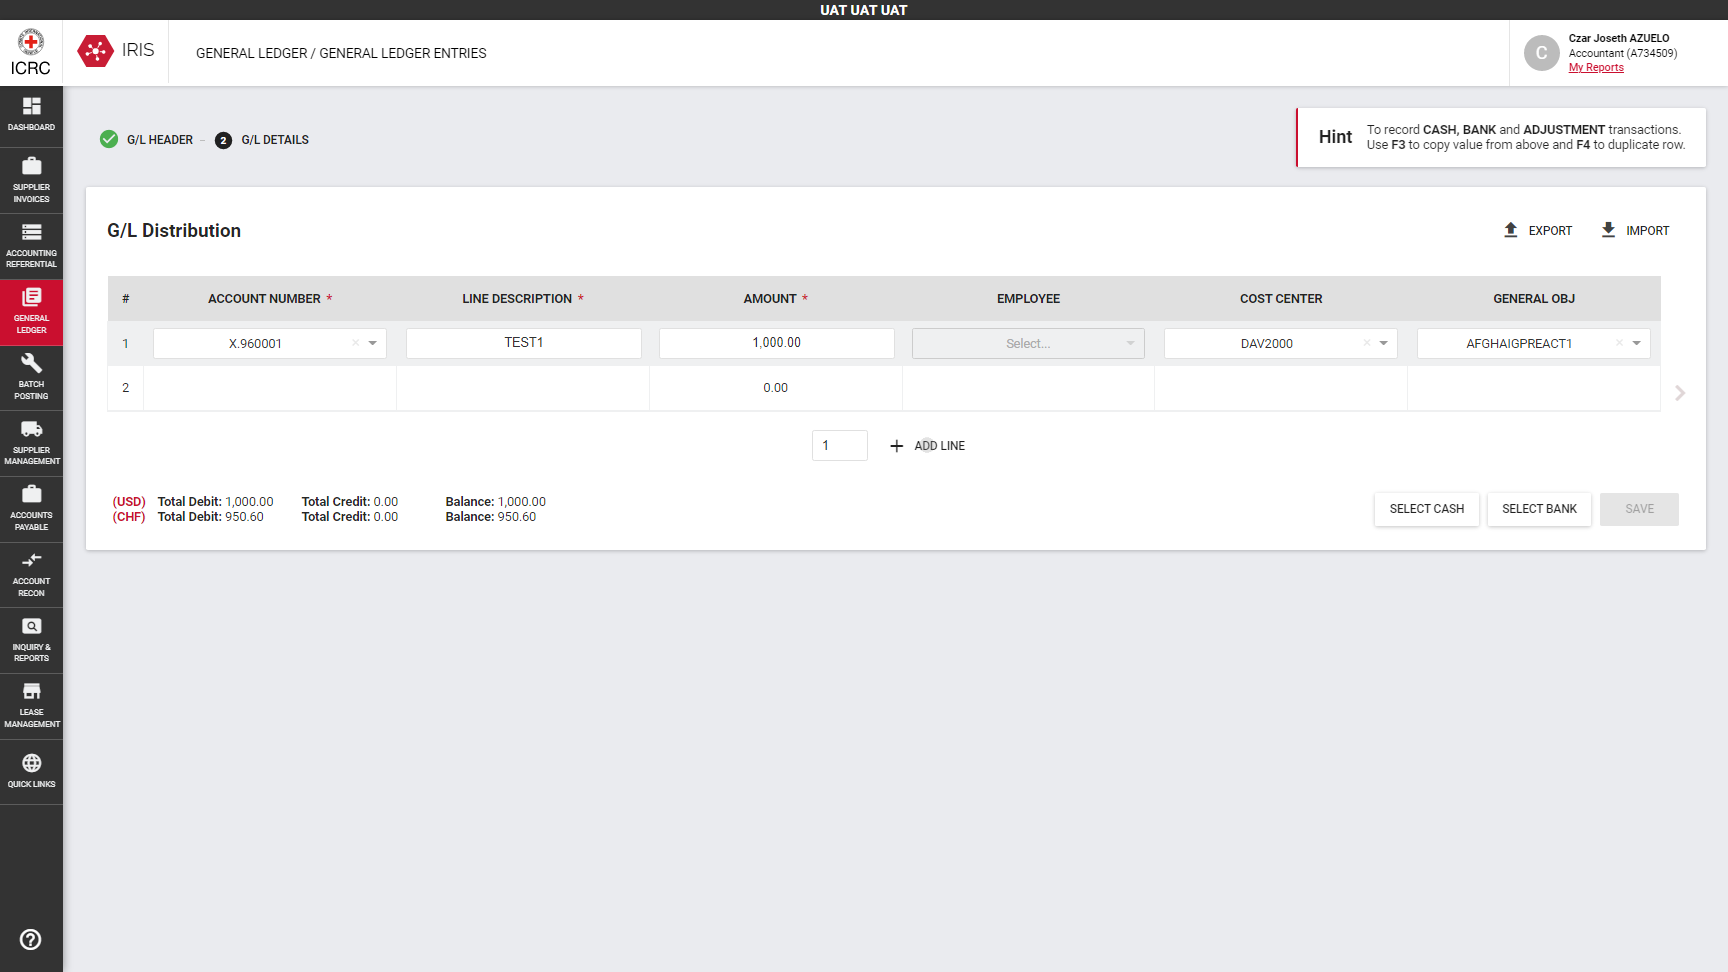 UAT UAT UAT
ICRC
IRIS
GENERAL LEDGER / GENERAL LEDGER ENTRIES
C
Czar Joseth AZUELO
Accountant (A734509)
My Reports
DASHBOARD
SUPPLIER
INVOICES
ACCOUNTING
REFERENTIAL
GENERAL
LEDGER
BATCH
POSTING
SUPPLIER
MANAGEMENT
ACCOUNTS
PAYABLE
ACCOUNT
RECON
INQUIRY &
REPORTS
LEASE
MANAGEMENT
QUICK LINKS
G/L HEADER – 2 G/L DETAILS
Hint
To record CASH, BANK and ADJUSTMENT transactions.
Use F3 to copy value from above and F4 to duplicate row.
G/L Distribution
EXPORT IMPORT
# ACCOUNT NUMBER * LINE DESCRIPTION * AMOUNT * EMPLOYEE COST CENTER GENERAL OBJ
1 X.960001 × TEST1 1,000.00 Select... DAV2000 × AFGHAIGPREACT1 ×
2 0.00
1 + ADD LINE
(USD) Total Debit: 1,000.00 Total Credit: 0.00 Balance: 1,000.00
(CHF) Total Debit: 950.60 Total Credit: 0.00 Balance: 950.60
SELECT CASH SELECT BANK SAVE